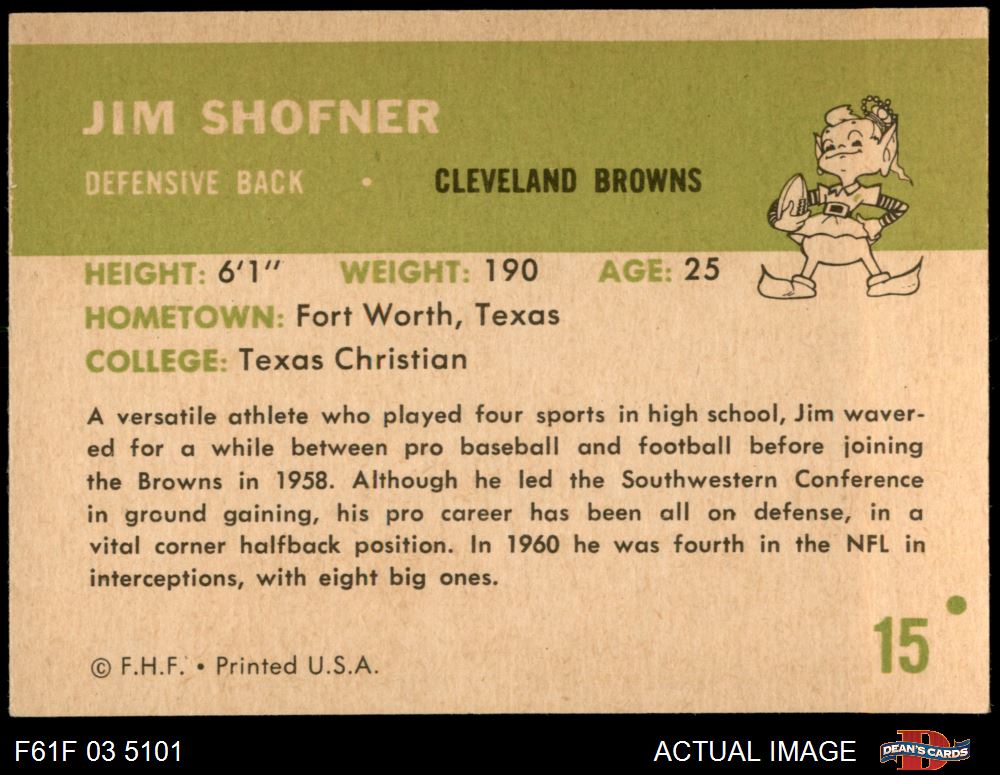 JIM SHOFNER
DEFENSIVE BACK • CLEVELAND BROWNS
HEIGHT: 6'1" WEIGHT: 190 AGE: 25
HOMETOWN: Fort Worth, Texas
COLLEGE: Texas Christian
A versatile athlete who played four sports in high school, Jim waver-
ed for a while between pro baseball and football before joining
the Browns in 1958. Although he led the Southwestern Conference
in ground gaining, his pro career has been all on defense, in a
vital corner halfback position. In 1960 he was fourth in the NFL in
interceptions, with eight big ones.
15
© F.H.F. • Printed U.S.A.
F61F 03 5101 ACTUAL IMAGE DEAN'S CARDS